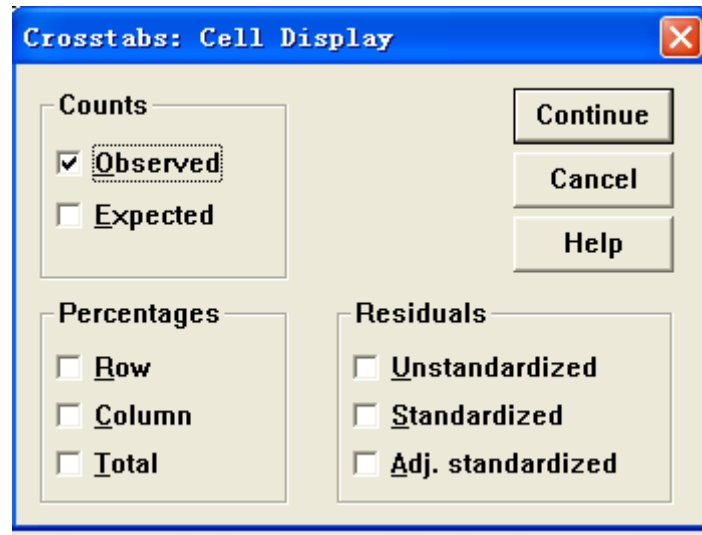 Crosstabs: Cell Display
Counts
Observed
Expected
Continue
Cancel
Help
Percentages
Row
Column
Total
Residuals
Unstandardized
Standardized
Adj. standardized